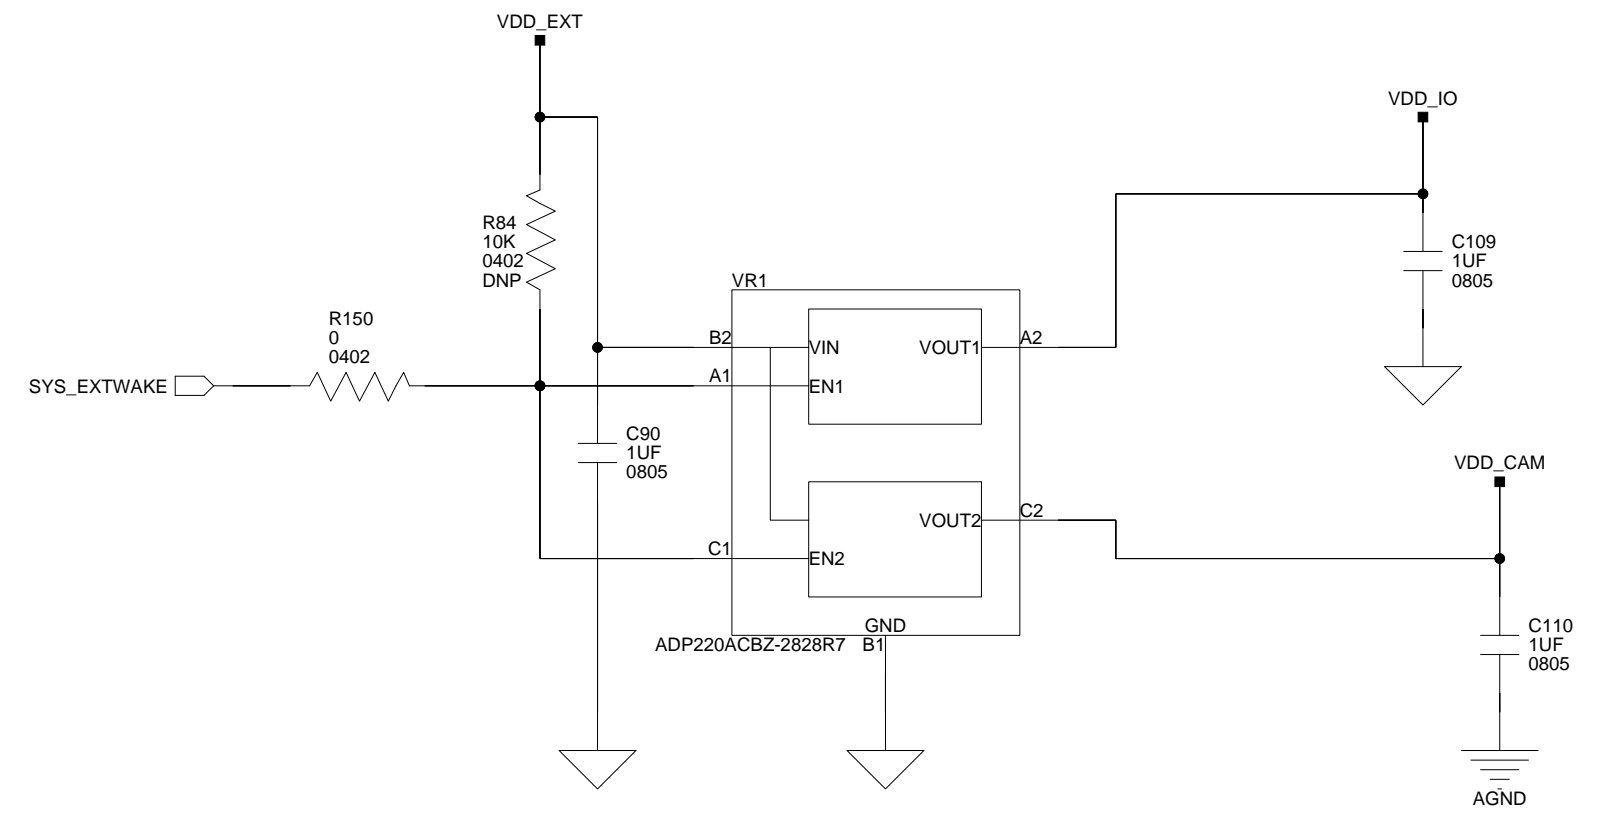 VDD_EXT
VDD_IO
R84
10K
0402
DNP
C109
1UF
0805
VR1
R150
0
0402
B2
VIN
VOUT1
A2
SYS_EXTWAKE
A1
EN1
C90
1UF
0805
VDD_CAM
VOUT2
C2
C1
EN2
GND
ADP220ACBZ-2828R7
B1
C110
1UF
0805
AGND